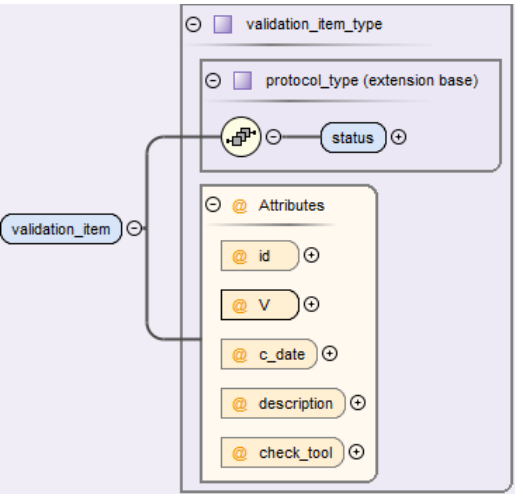 validation_item_type
protocol_type (extension base)
status
validation_item
@ Attributes
@ id
@ V
@ c_date
@ description
@ check_tool